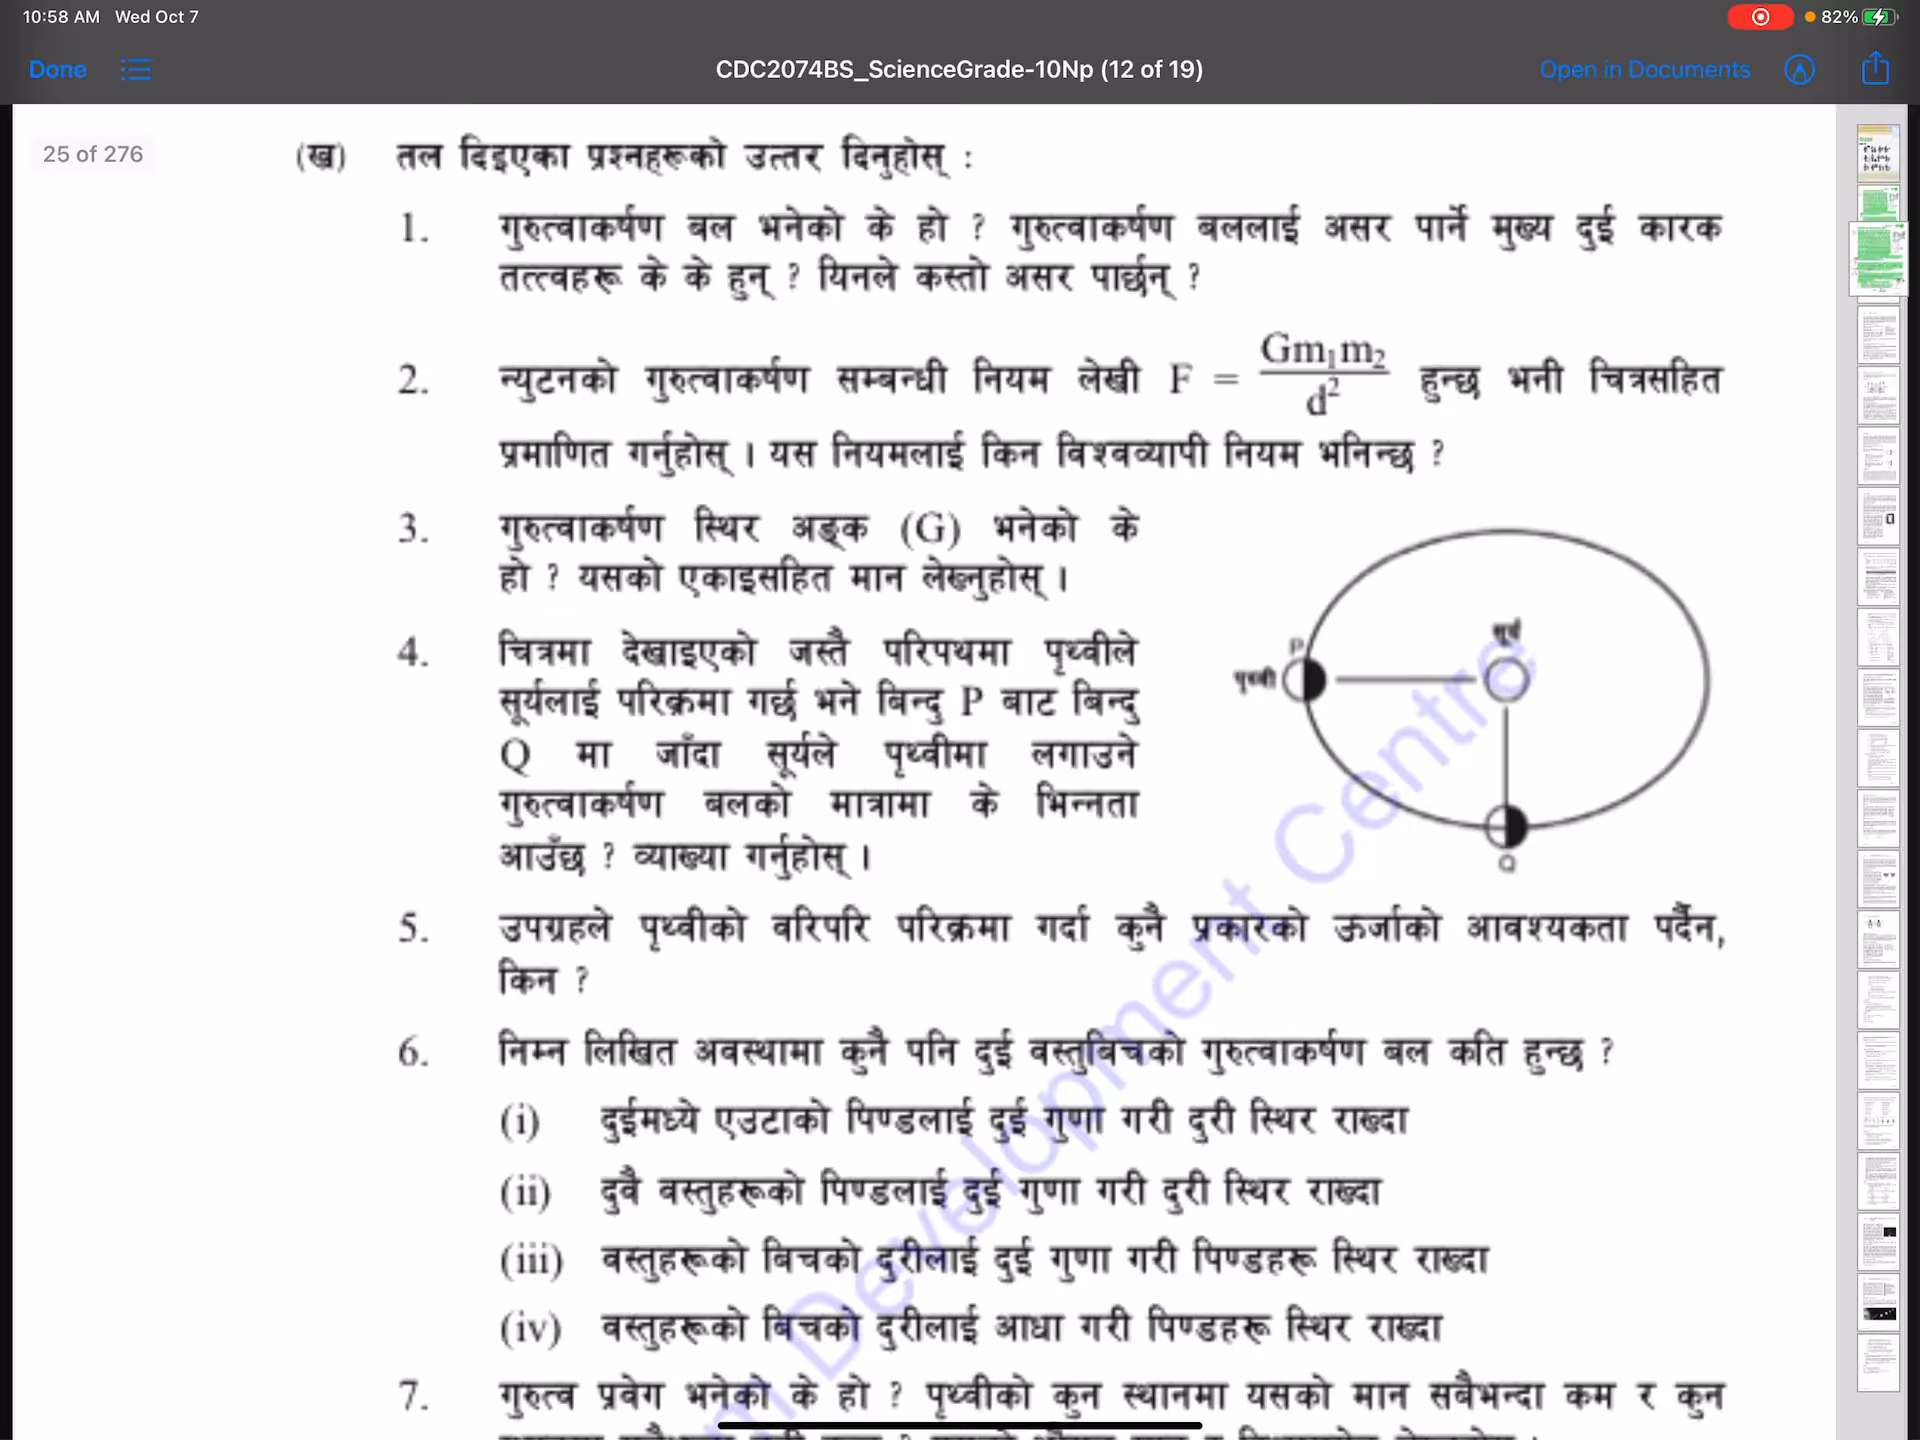 10:58 AM Wed Oct 7
82%
Done
CDC2074BS_ScienceGrade-10Np (12 of 19)
Open in Documents
25 of 276
(ख) तल दिइएका प्रश्नहरूको उत्तर दिनुहोस् :
1. गुरुत्वाकर्षण बल भनेको के हो ? गुरुत्वाकर्षण बललाई असर पार्ने मुख्य दुई कारक
तत्त्वहरू के के हुन् ? यिनले कस्तो असर पार्छन् ?
2. न्युटनको गुरुत्वाकर्षण सम्बन्धी नियम लेखी F = Gm₁m₂/d² हुन्छ भनी चित्रसहित
प्रमाणित गर्नुहोस् । यस नियमलाई किन विश्वव्यापी नियम भनिन्छ ?
3. गुरुत्वाकर्षण स्थिर अङ्क (G) भनेको के
हो ? यसको एकाइसहित मान लेख्नुहोस् ।
4. चित्रमा देखाइएको जस्तै परिपथमा पृथ्वीले
सूर्यलाई परिक्रमा गर्छ भने बिन्दु P बाट बिन्दु
Q मा जाँदा सूर्यले पृथ्वीमा लगाउने
गुरुत्वाकर्षण बलको मात्रामा के भिन्नता
आउँछ ? व्याख्या गर्नुहोस् ।
P
सूर्य
पृथ्वी
Q
5. उपग्रहले पृथ्वीको वरिपरि परिक्रमा गर्दा कुनै प्रकारको ऊर्जाको आवश्यकता पर्दैन,
किन ?
6. निम्न लिखित अवस्थामा कुनै पनि दुई वस्तुबिचको गुरुत्वाकर्षण बल कति हुन्छ ?
(i) दुईमध्ये एउटाको पिण्डलाई दुई गुणा गरी दुरी स्थिर राख्दा
(ii) दुवै वस्तुहरूको पिण्डलाई दुई गुणा गरी दुरी स्थिर राख्दा
(iii) वस्तुहरूको बिचको दुरीलाई दुई गुणा गरी पिण्डहरू स्थिर राख्दा
(iv) वस्तुहरूको बिचको दुरीलाई आधा गरी पिण्डहरू स्थिर राख्दा
7. गुरुत्व प्रवेग भनेको के हो ? पृथ्वीको कुन स्थानमा यसको मान सबैभन्दा कम र कुन
m Development Centre